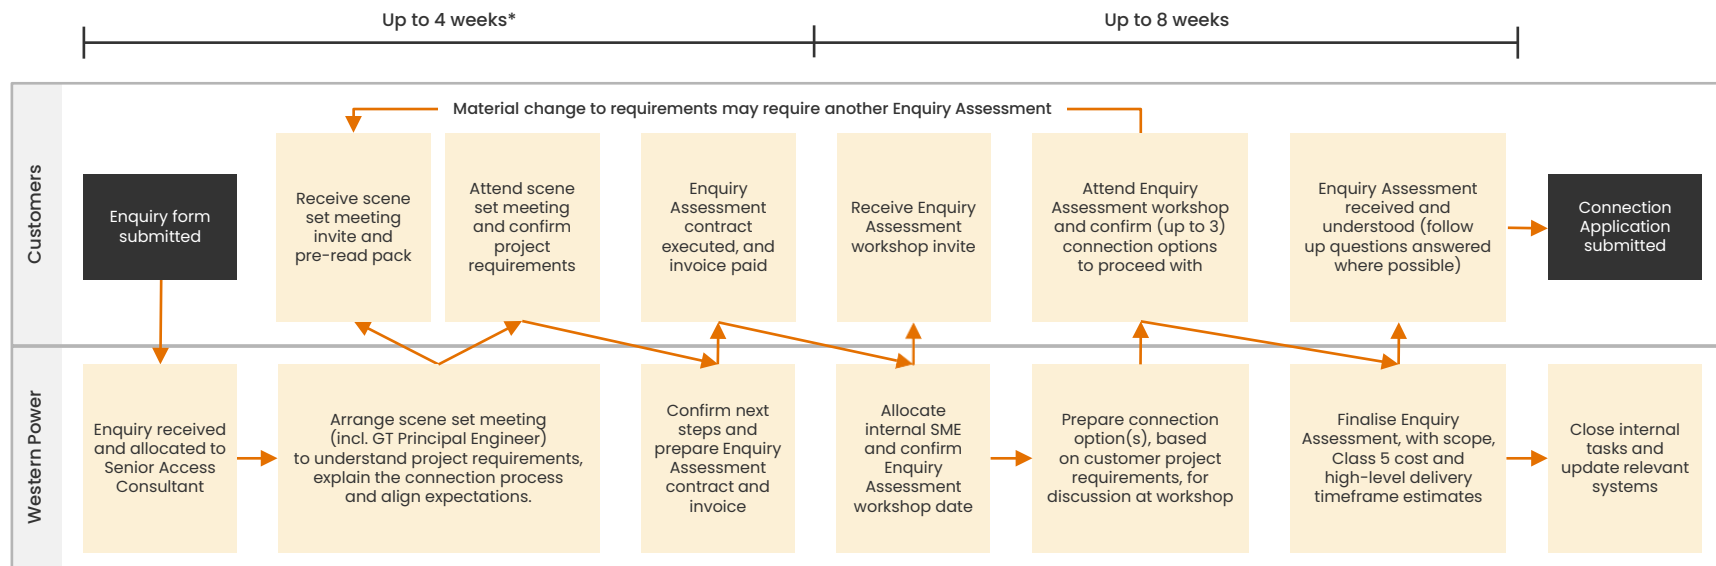 Up to 4 weeks*
Up to 8 weeks
Customers
Material change to requirements may require another Enquiry Assessment
Enquiry form
submitted
Receive scene
set meeting
invite and
pre-read pack
Attend scene
set meeting
and confirm
project
requirements
Enquiry
Assessment
contract
executed, and
invoice paid
Receive Enquiry
Assessment
workshop invite
Attend Enquiry
Assessment workshop
and confirm (up to 3)
connection options
to proceed with
Enquiry Assessment
received and
understood (follow
up questions answered
where possible)
Connection
Application
submitted
Western Power
Enquiry received
and allocated to
Senior Access
Consultant
Arrange scene set meeting
(incl. GT Principal Engineer)
to understand project requirements,
explain the connection process
and align expectations.
Confirm next
steps and
prepare Enquiry
Assessment
contract and
invoice
Allocate
internal SME
and confirm
Enquiry
Assessment
workshop date
Prepare connection
option(s), based
on customer project
requirements, for
discussion at workshop
Finalise Enquiry
Assessment, with scope,
Class 5 cost and
high-level delivery
timeframe estimates
Close internal
tasks and
update relevant
systems